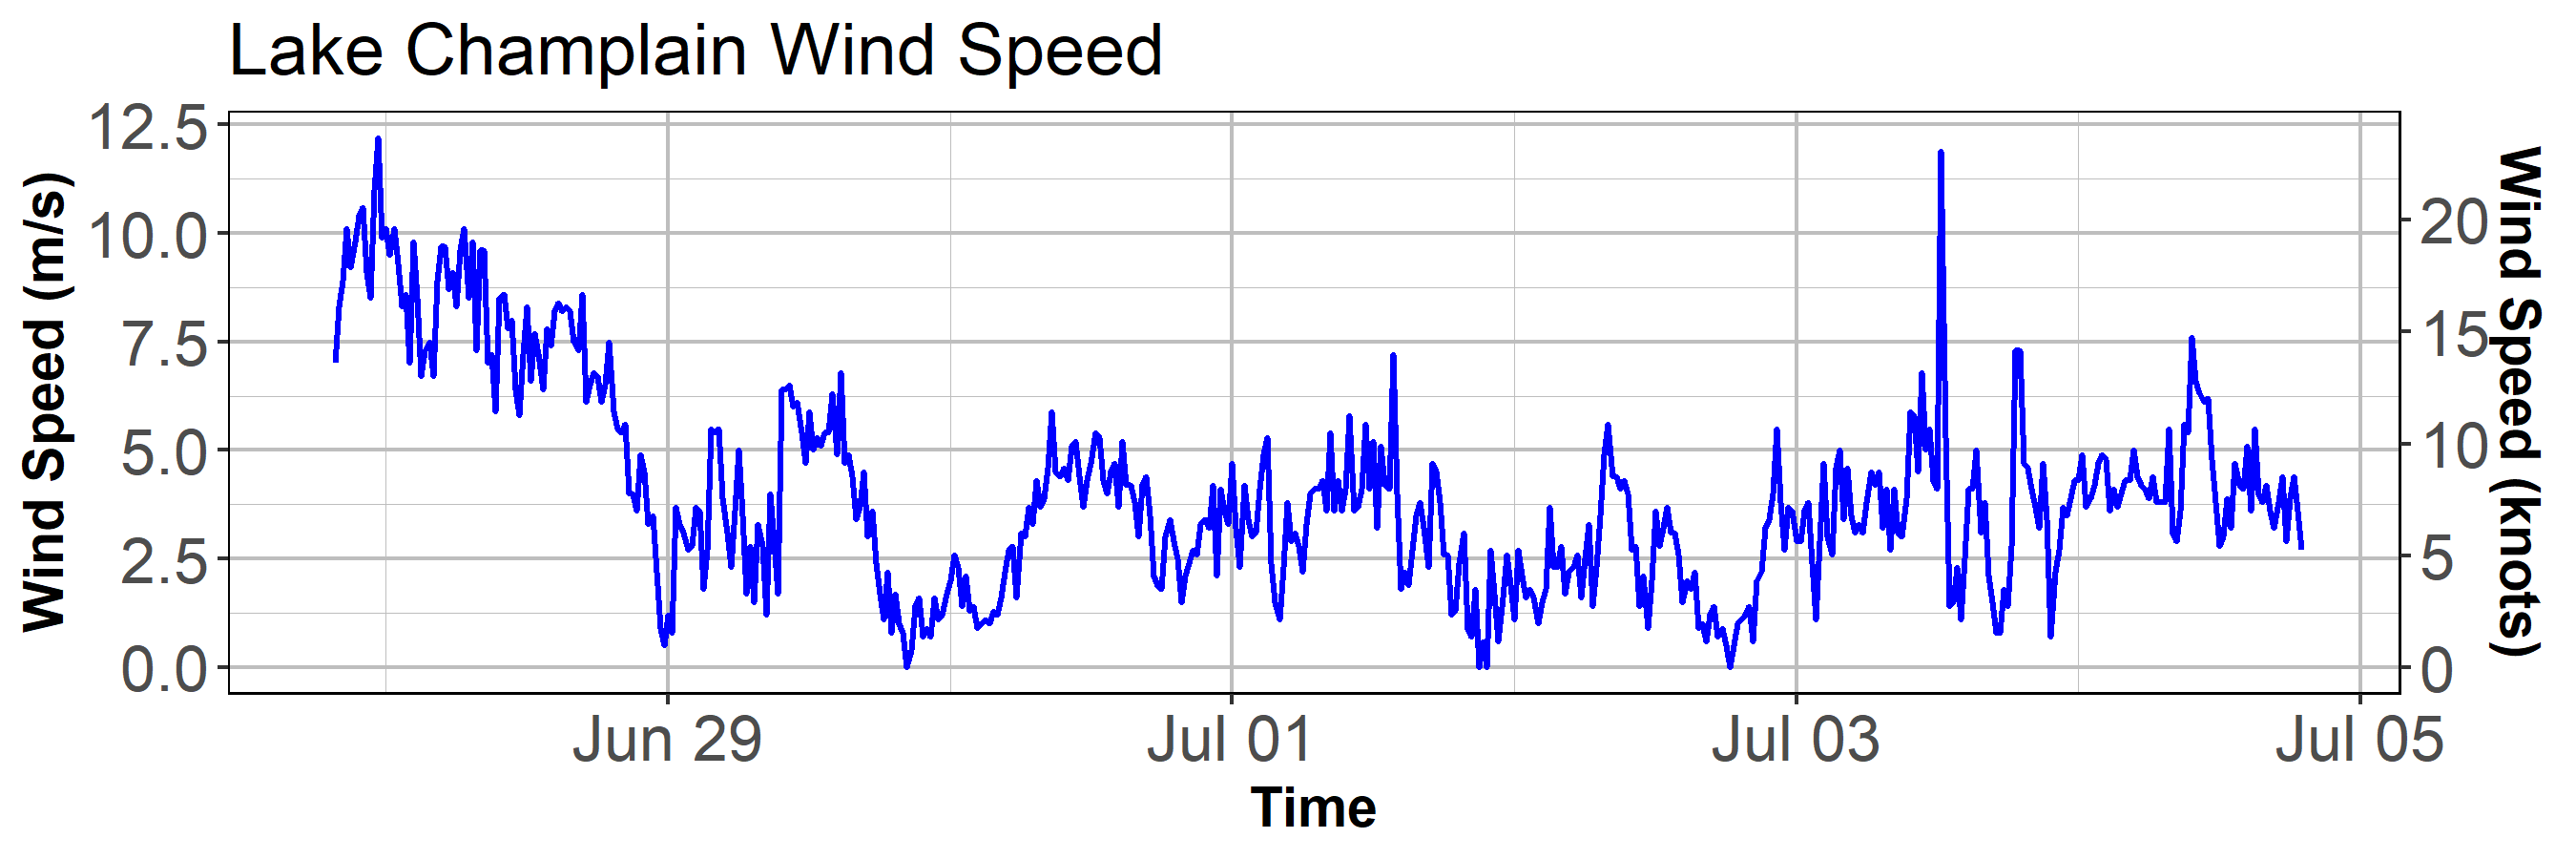 Lake Champlain Wind Speed
Wind Speed (m/s)
12.5
10.0
7.5
5.0
2.5
0.0
20
15
10
5
0
Wind Speed (knots)
Jun 29
Jul 01
Jul 03
Jul 05
Time